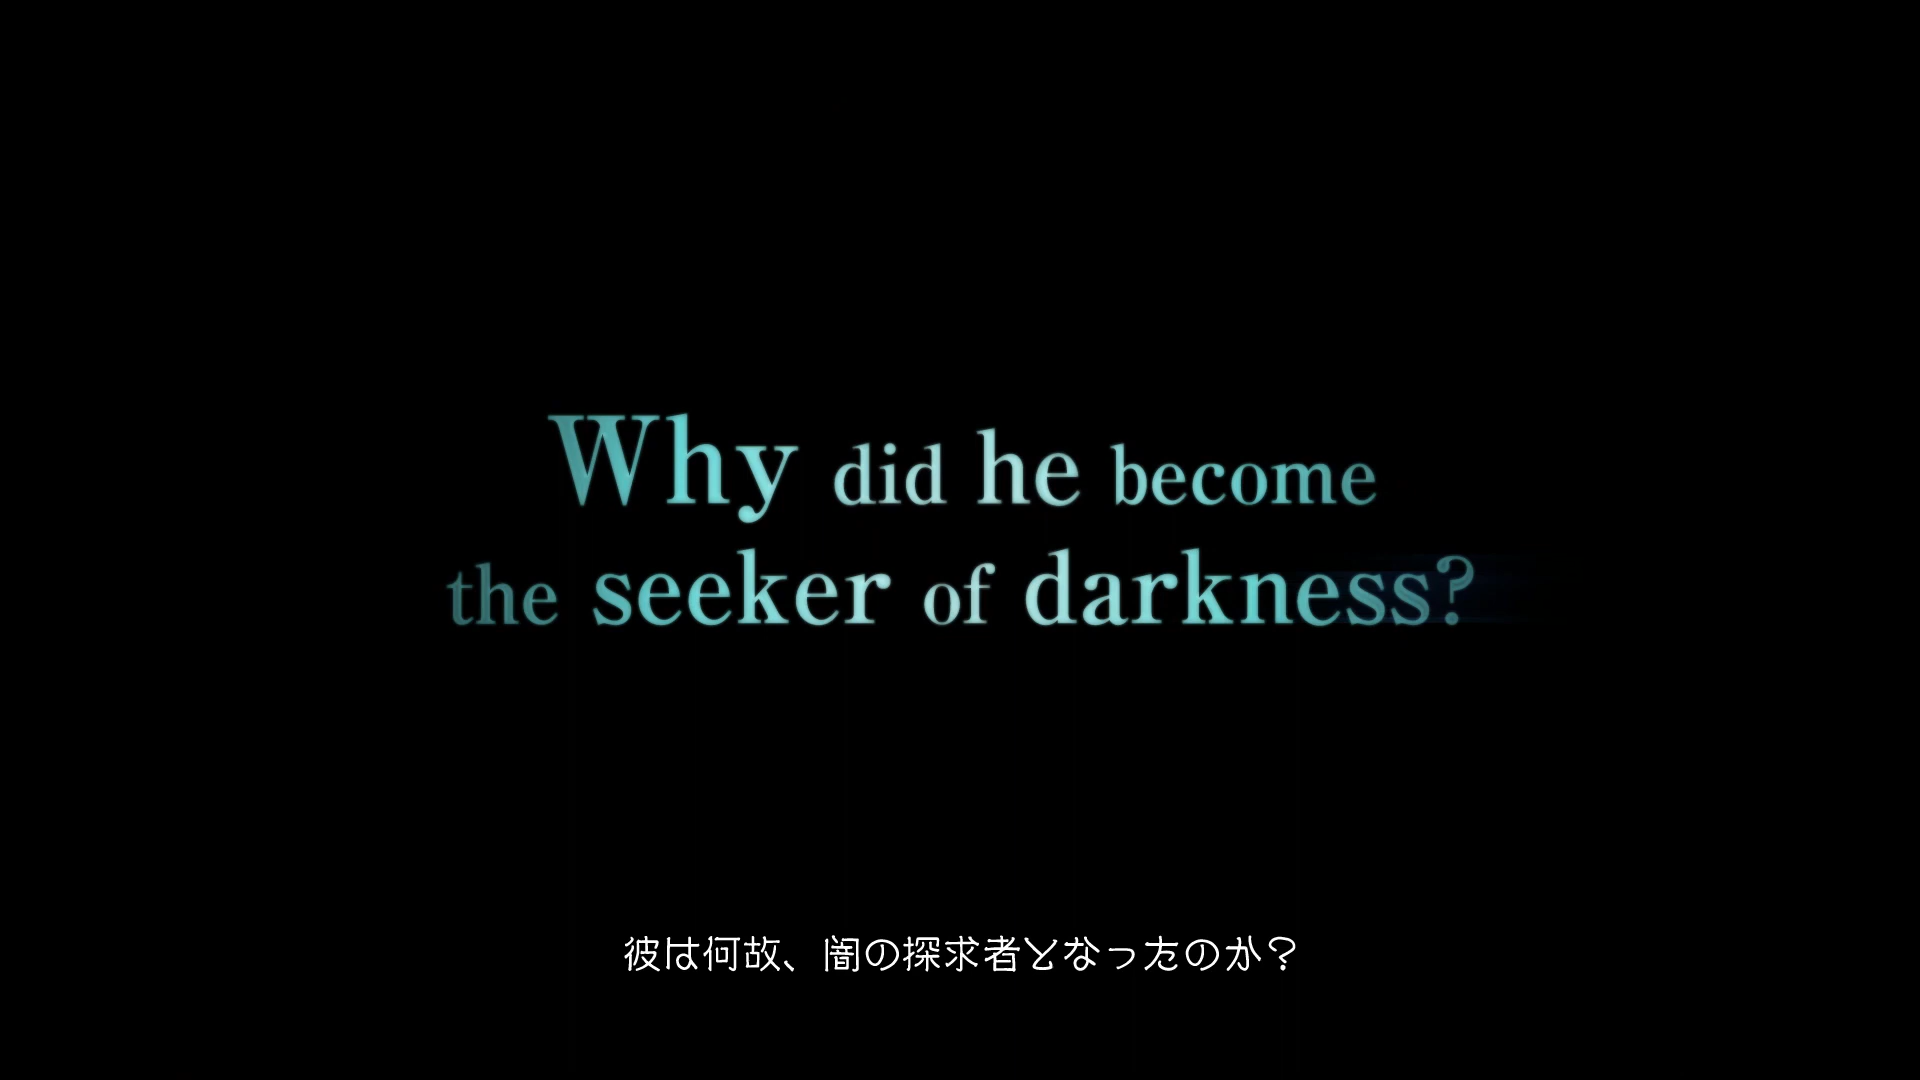 Why did he become
the seeker of darkness?
彼は何故、闇の探求者となったのか?